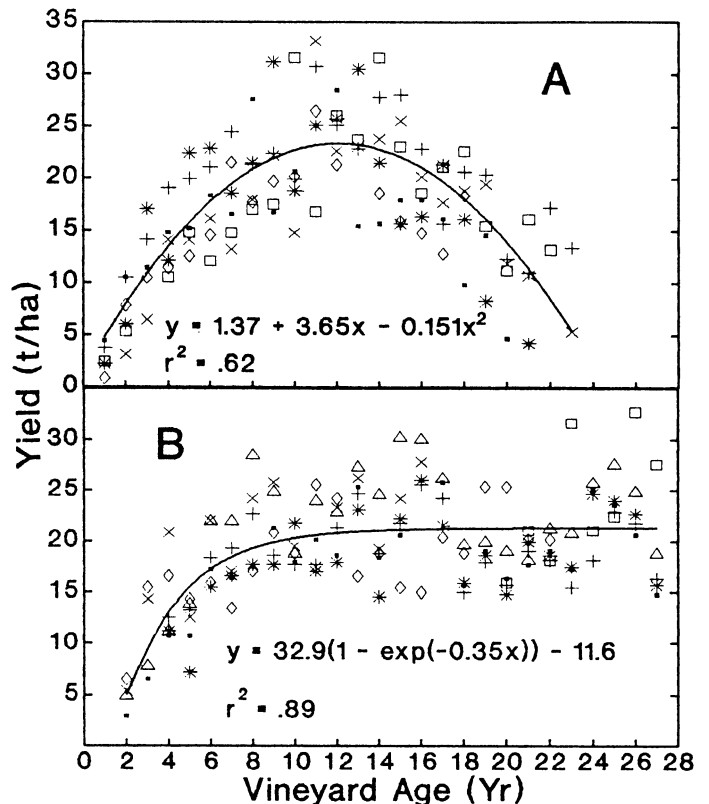 35
30
25
20
15
10
5
0
A
y = 1.37 + 3.65x - 0.151x²
r² = .62
Yield (t/ha)
B
30
25
20
15
10
5
y = 32.9(1 - exp(-0.35x)) - 11.6
r² = .89
0 2 4 6 8 10 12 14 16 18 20 22 24 26 28
Vineyard Age (Yr)